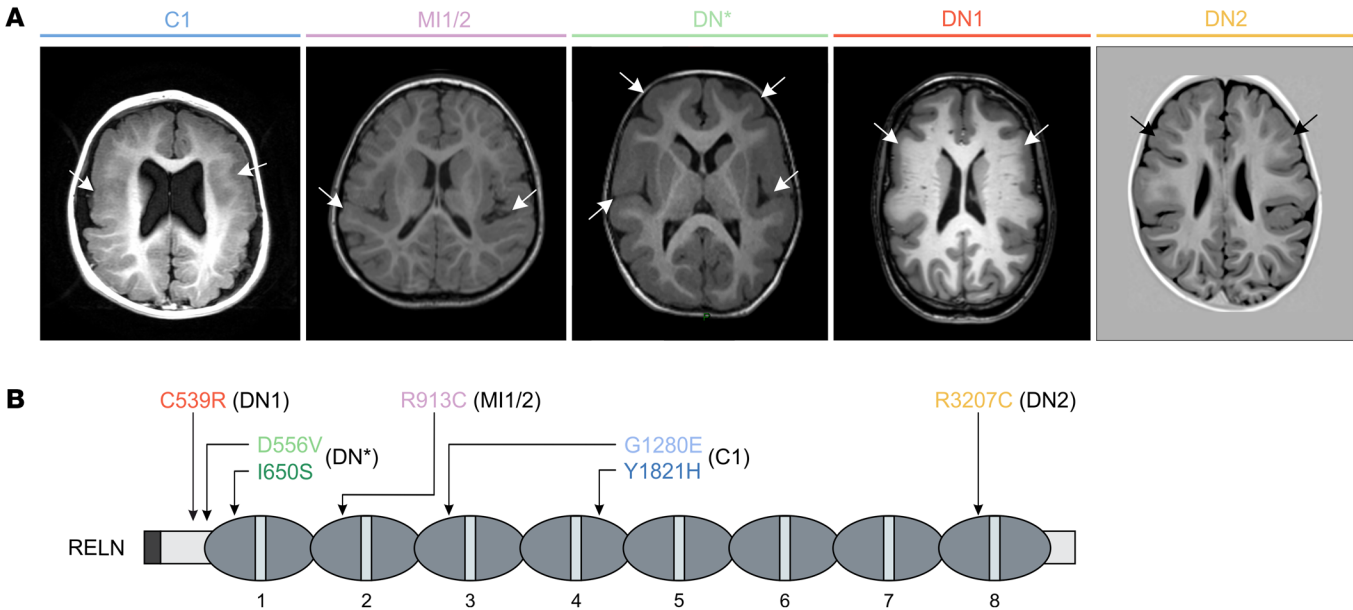 A
C1 MI1/2 DN* DN1 DN2
B
C539R (DN1) R913C (MI1/2) R3207C (DN2)
D556V (DN*) G1280E (C1)
I650S Y1821H
RELN
1 2 3 4 5 6 7 8